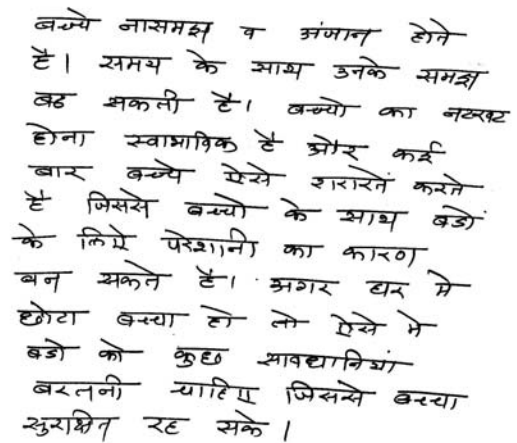 बच्चे नासमझ व अंजान होते
है। समय के साथ उनके समझ
बढ सकती है। बच्चो का नटखट
होना स्वाभाविक है और कई
बार बच्चे ऐसे शरारतें करते
है जिससे बच्चो के साथ बडों
के लिये परेशानी का कारण
बन सकते है। अगर घर मे
छोटा बच्चा हो तो ऐसे मे
बडो को कुछ सावधानियां
बरतनी चाहिए जिससे बच्चा
सुरक्षित रह सके।